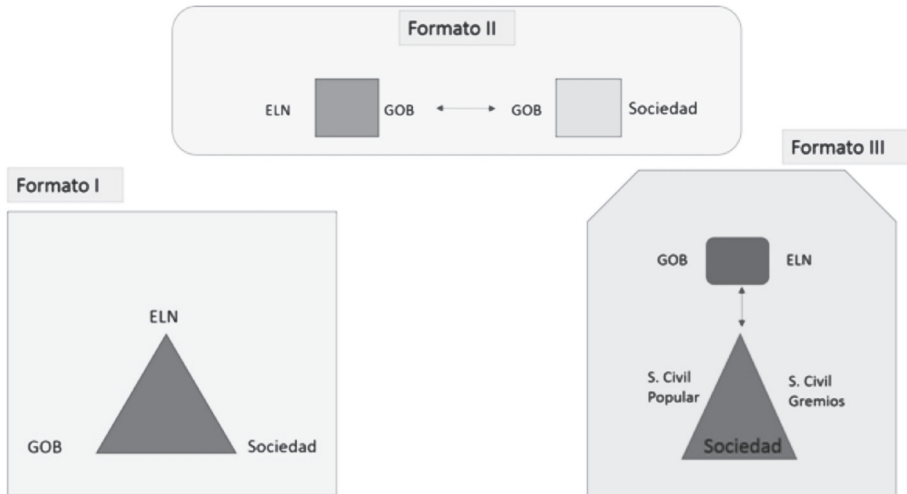 Formato II
ELN
GOB
GOB
Sociedad
Formato I
ELN
GOB
Sociedad
Formato III
GOB
ELN
S. Civil
Popular
S. Civil
Gremios
Sociedad